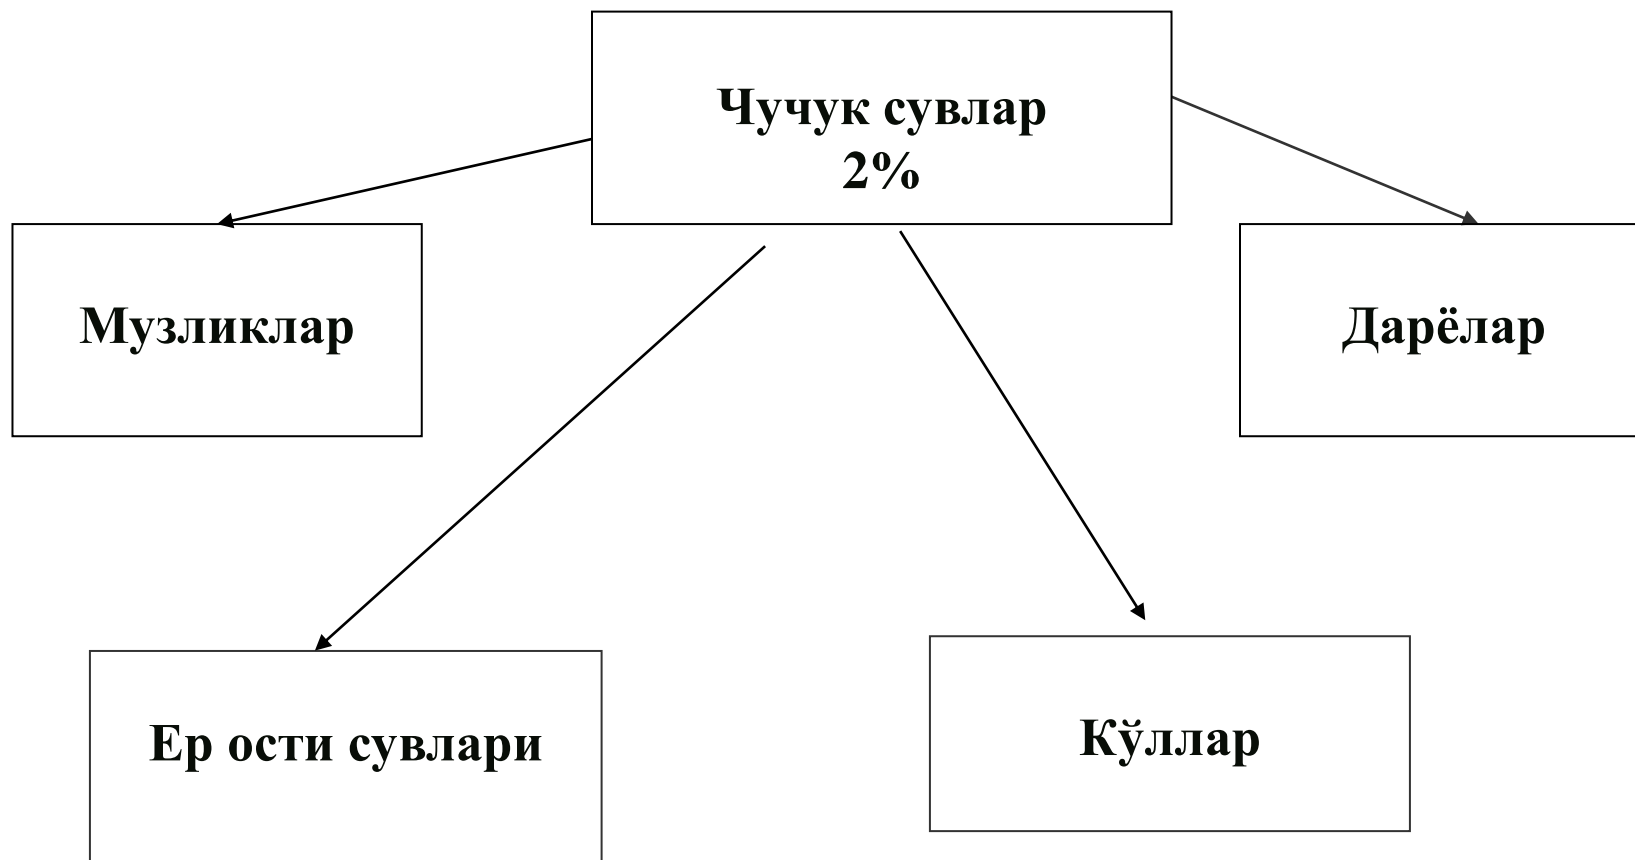 Чучук сувлар
2%
Музликлар
Дарёлар
Ер ости сувлари
Кўллар